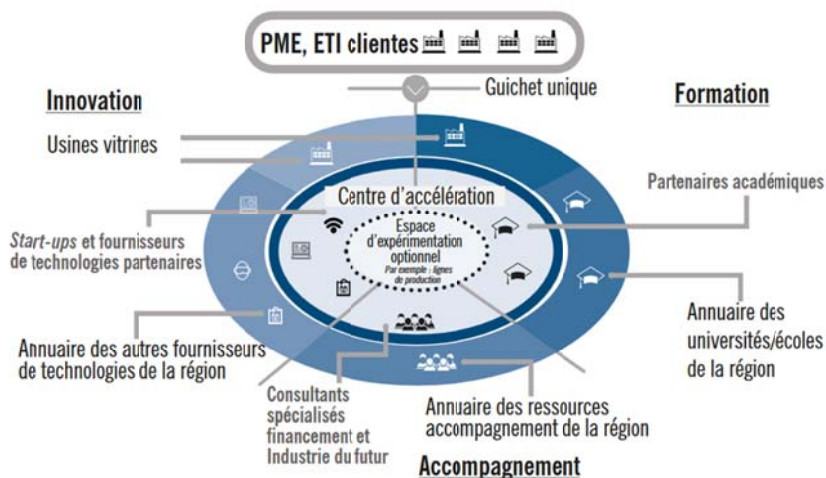 PME, ETI clientes
Guichet unique
Innovation
Formation
Usines vitrines
Partenaires académiques
Centre d'accélération
Espace
d'expérimentation
optionnel
Par exemple : lignes
de production
Start-ups et fournisseurs
de technologies partenaires
Annuaire des
universités/écoles
de la région
Annuaire des autres fournisseurs
de technologies de la région
Consultants
spécialisés
financement et
Industrie du futur
Annuaire des ressources
accompagnement de la région
Accompagnement